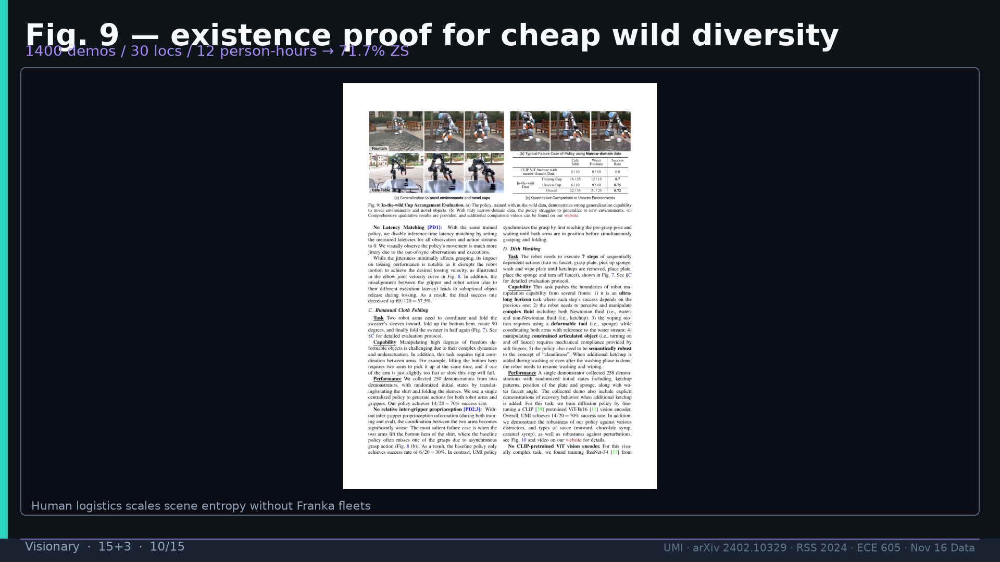 Fig. 9 — existence proof for cheap wild diversity
1400 demos / 30 locs / 12 person-hours → 71.7% ZS
Fountain
Cafe Table
(a) Generalization to novel environments and novel cups
(b) Typical Failure Case of Policy using Narrow-domain data
Cafe Table Water Fountain Success Rate
CLIP ViT finetune with narrow-domain Data 0 / 10 0 / 10 0.0
In-the-wild Data
Training Cup 16 / 25 12 / 15 0.7
Unseen Cup 6 / 10 9 / 10 0.75
Overall 22 / 35 21 / 25 0.72
(c) Quantitative Comparison in Unseen Environments
Fig. 9: In-the-wild Cup Arrangement Evaluation. (a) The policy, trained with in-the-wild data, demonstrates strong generalization capability
to novel environments and novel objects. (b) With only narrow-domain data, the policy struggles to generalize to new environments. (c)
Comprehensive qualitative results are provided, and additional comparison videos can be found on our website.
No Latency Matching [PD1]: With the same trained
policy, we disable inference-time latency matching by setting
the measured latencies for all observation and action streams
to 0. We visually observe the policy's movement is much more
jittery due to the out-of-sync observations and executions.
While the jitteriness minimally affects grasping, its impact
on tossing performance is notable as it disrupts the robot
motion to achieve the desired tossing velocity, as illustrated
in the elbow joint velocity curve in Fig. 8. In addition, the
misalignment between the gripper and robot action (due to
their different execution latency) leads to suboptimal object
release during tossing. As a result, the final success rate
decreased to 69/120 = 57.5%.
C. Bimanual Cloth Folding
Task Two robot arms need to coordinate and fold the
sweater's sleeves inward, fold up the bottom hem, rotate 90
degrees, and finally fold the sweater in half again (Fig. 7). See
§C for detailed evaluation protocol.
Capability Manipulating high degrees of freedom de-
formable objects is challenging due to their complex dynamics
and underactuation. In addition, this task requires tight coor-
dination between arms. For example, lifting the bottom hem
requires two arms to pick it up at the same time, and if one
of the arm is just slightly too fast or slow this step will fail.
Performance We collected 250 demonstrations from two
demonstrators, with randomized initial states by translat-
ing/rotating the shirt and folding the sleeves. We use a single
centralized policy to generate actions for both robot arms and
grippers. Our policy achieves 14/20 = 70% success rate.
No relative inter-gripper proprioception [PD2.3]: With-
out inter-gripper proprioception information (during both train-
ing and eval), the coordination between the two arms becomes
significantly worse. The most salient failure case is when the
two arms lift the bottom hem of the shirt, where the baseline
policy often misses one of the grasps due to asynchronous
grasp action (Fig. 8 (b)). As a result, the baseline policy only
achieves success rate of 6/20 = 30%. In contrast, UMI policy
synchronizes the grasp by first reaching the pre-grasp pose and
waiting until both arms are in position before simultaneously
grasping and folding.
D. Dish Washing
Task The robot needs to execute 7 steps of sequentially
dependent actions (turn on faucet, grasp plate, pick up sponge,
wash and wipe plate until ketchups are removed, place plate,
place the sponge and turn off faucet), shown in Fig. 7. See §C
for detailed evaluation protocol.
Capability This task pushes the boundaries of robot ma-
nipulation capability from several fronts: 1) it is an ultra-
long horizon task where each step's success depends on the
previous one; 2) the robot needs to perceive and manipulate
complex fluid including both Newtonian fluid (i.e., water)
and non-Newtonian fluid (i.e., ketchup). 3) the wiping mo-
tion requires using a deformable tool (i.e., sponge) while
coordinating both arms with reference to the water stream; 4)
manipulating constrained articulated object (i.e., turning on
and off faucet) requires mechanical compliance provided by
soft fingers; 5) the policy also need to be semantically robust
to the concept of “cleanliness”. When additional ketchup is
added during washing or even after the washing phase is done,
the robot needs to resume washing and wiping.
Performance A single demonstrator collected 258 demon-
strations with randomized initial states including, ketchup
patterns, position of the plate and sponge, along with wa-
ter faucet angle. The collected demo also include explicit
demonstrations of recovery behavior when additional ketchup
is added. For this task, we train diffusion policy by fine-
tuning a CLIP [29] pretrained ViT-B/16 [11] vision encoder.
Overall, UMI achieves 14/20 = 70% success rate. In addition,
we demonstrate the robustness of our policy against various
distractors, and types of sauce (mustard, chocolate syrup,
caramel syrup), as well as robustness against perturbations,
see Fig. 10 and video on our website for details.
No CLIP-pretrained ViT vision encoder. For this visu-
ally complex task, we found training ResNet-34 [17] from
Human logistics scales scene entropy without Franka fleets
Visionary · 15+3 · 10/15
UMI · arXiv 2402.10329 · RSS 2024 · ECE 605 · Nov 16 Data